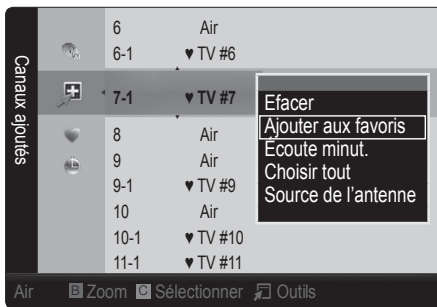 Canaux ajoutés
6 Air
6-1 ♥ TV #6
7-1 ♥ TV #7
8 Air
9 Air
9-1 ♥ TV #9
10 Air
10-1 ♥ TV #10
11-1 ♥ TV #11
Efacer
Ajouter aux favoris
Écoute minut.
Choisir tout
Source de l’antenne
Air B Zoom C Sélectionner Outils